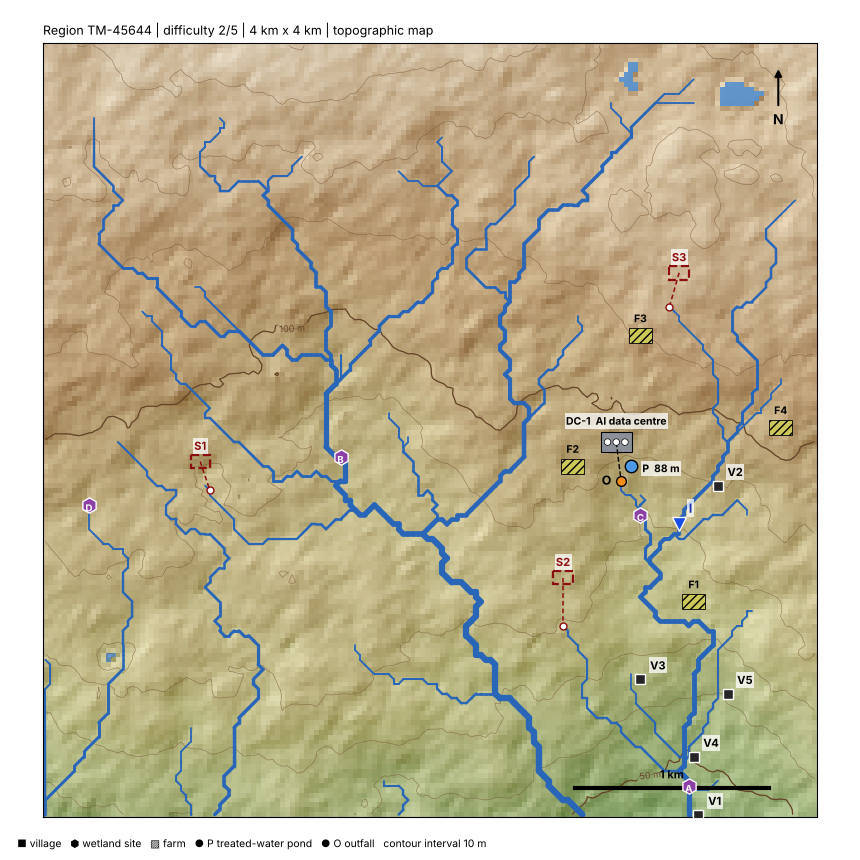 Region TM-45644 | difficulty 2/5 | 4 km x 4 km | topographic map
N
S3
F3
100 m
F4
DC-1 AI data centre
F2
P 88 m
S1
V2
O
B
D
I
C
S2
F1
V3
V5
V4
50 m
1 km
A
V1
village wetland site farm P treated-water pond O outfall contour interval 10 m